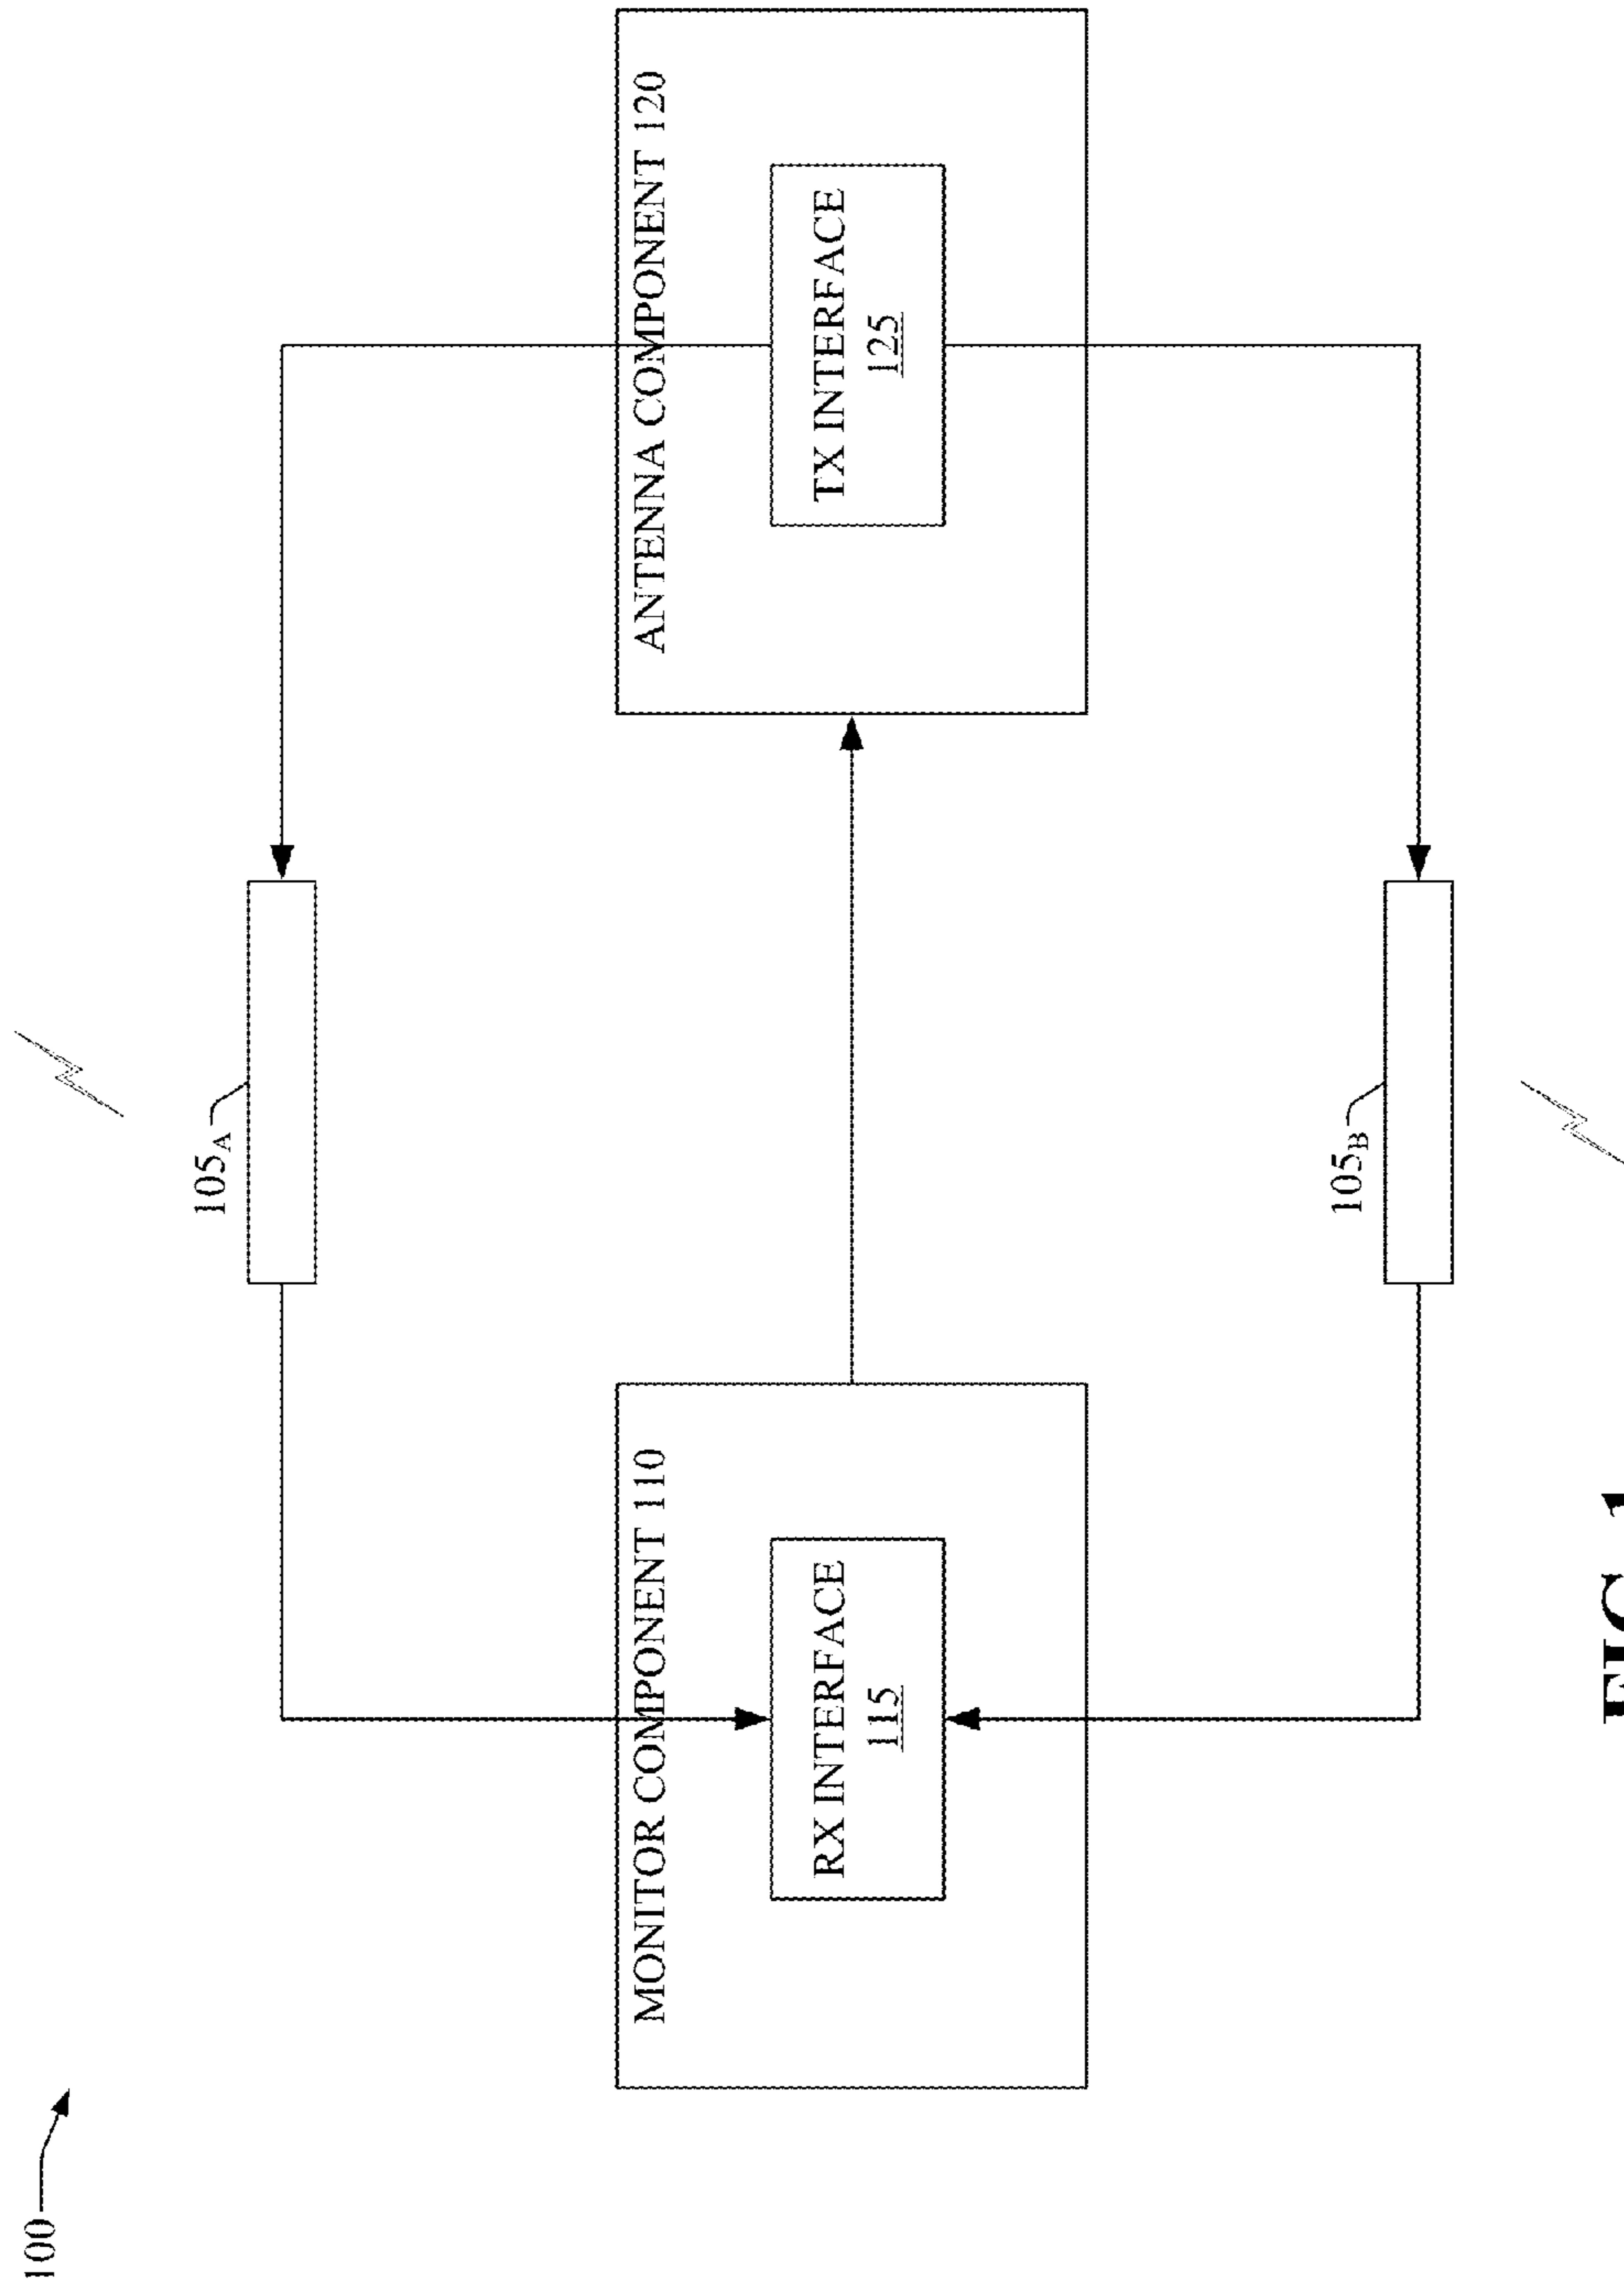 100
105A
MONITOR COMPONENT 110
RX INTERFACE
115
ANTENNA COMPONENT 120
TX INTERFACE
125
105B